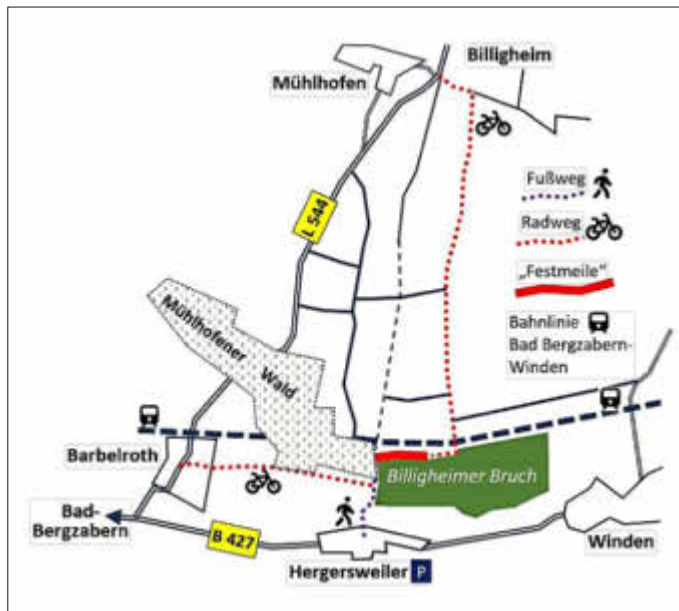 Billigheim
Mühlhofen
Fußweg
L 544
Radweg
„Festmeile"
Mühlhofener Wald
Bahnlinie
Bad Bergzabern-
Winden
Barbelroth
Billigheimer Bruch
Bad-
Bergzabern
B 427
Winden
Hergersweiler P